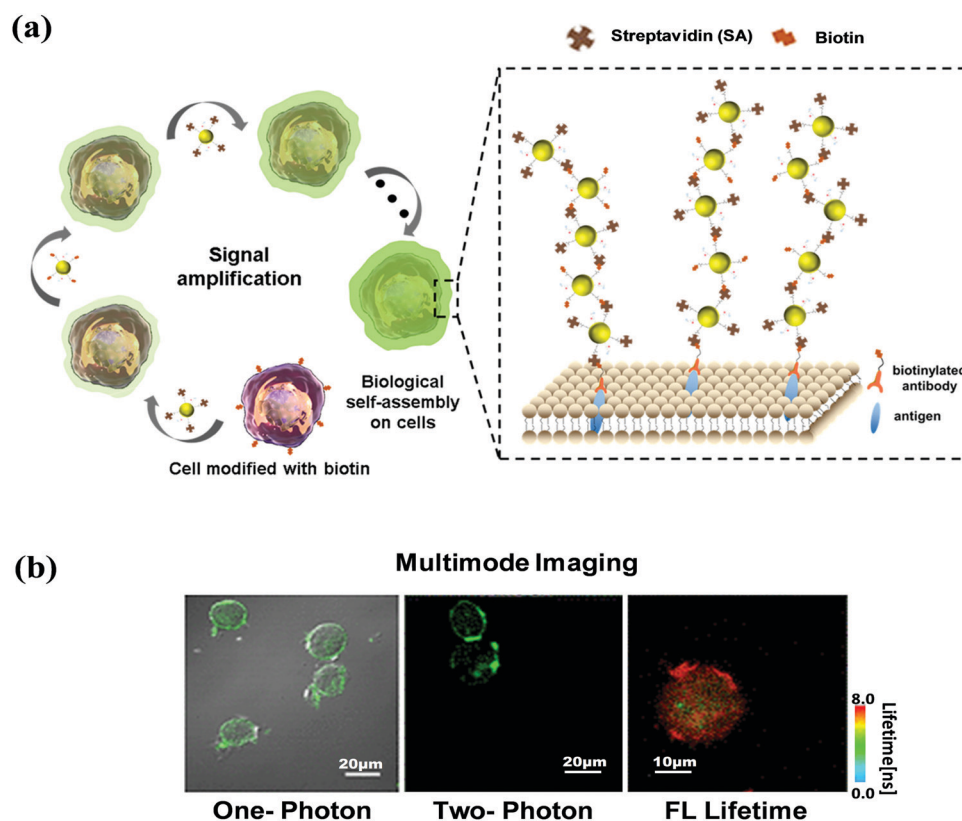 (a)
Streptavidin (SA)
Biotin
Signal
amplification
Biological
self-assembly
on cells
Cell modified with biotin
biotinylated
antibody
antigen
(b)
Multimode Imaging
20μm
20μm
10μm
8.0
0.0
Lifetime[ns]
One- Photon
Two- Photon
FL Lifetime